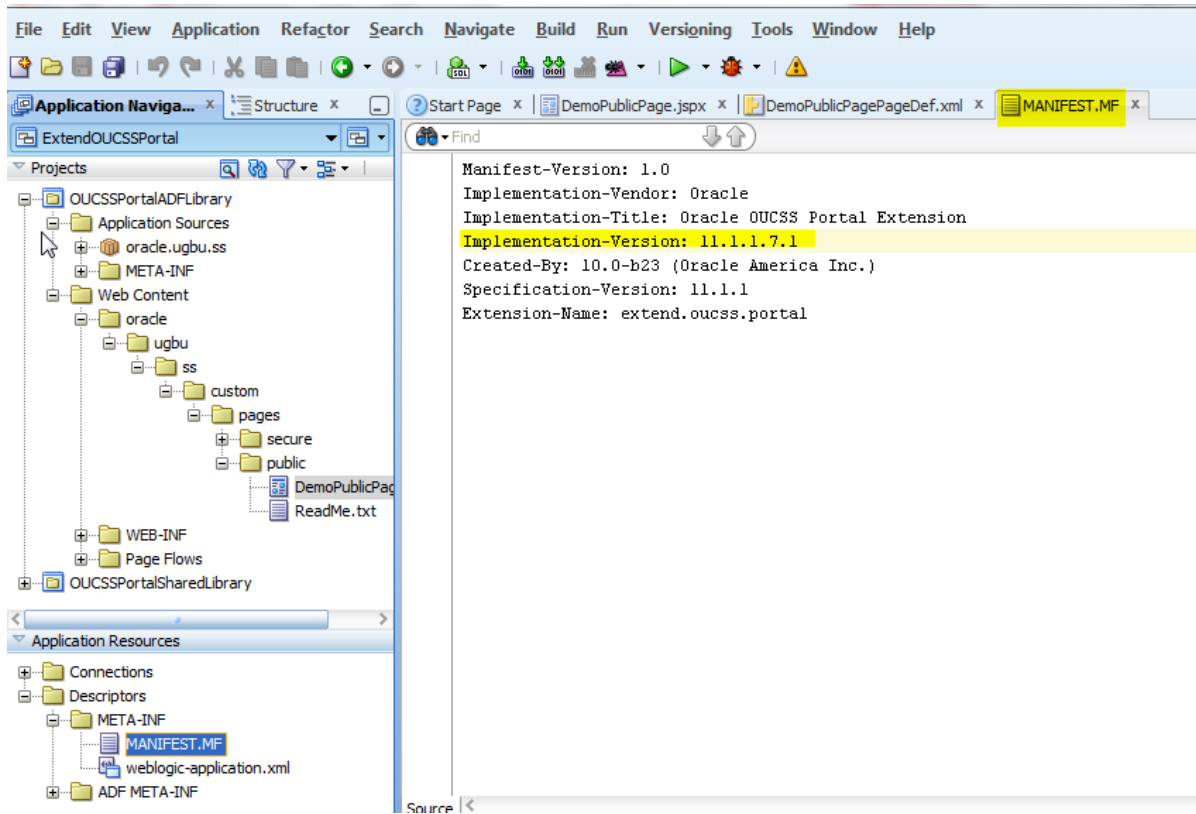 File Edit View Application Refactor Search Navigate Build Run Versioning Tools Window Help
Application Naviga... x Structure x
Start Page x DemoPublicPage.jspx x DemoPublicPagePageDef.xml x MANIFEST.MF x
ExtendOUCSSPortal
Find
Projects
OUCSSPortalADFLibrary
Application Sources
oracle.ugbu.ss
META-INF
Web Content
oracle
ugbu
ss
custom
pages
secure
public
DemoPublicPag
ReadMe.txt
WEB-INF
Page Flows
OUCSSPortalSharedLibrary
Application Resources
Connections
Descriptors
META-INF
MANIFEST.MF
weblogic-application.xml
ADF META-INF
Manifest-Version: 1.0
Implementation-Vendor: Oracle
Implementation-Title: Oracle OUCSS Portal Extension
Implementation-Version: 11.1.1.7.1
Created-By: 10.0-b23 (Oracle America Inc.)
Specification-Version: 11.1.1
Extension-Name: extend.oucss.portal
Source